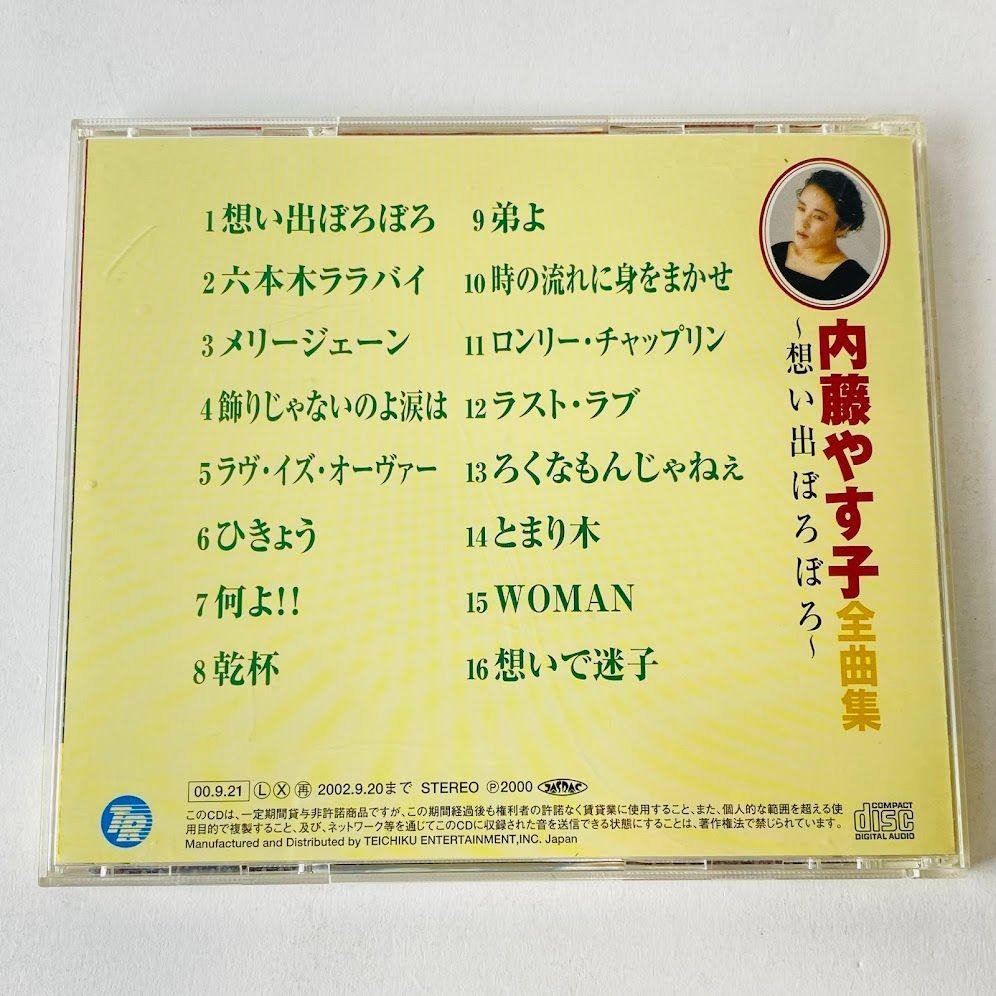 内藤やす子全曲集
～想い出ぼろぼろ～
1 想い出ぼろぼろ
2 六本木ララバイ
3 メリージェーン
4 飾りじゃないのよ涙は
5 ラヴ・イズ・オーヴァー
6 ひきょう
7 何よ!!
8 乾杯
9 弟よ
10 時の流れに身をまかせ
11 ロンリー・チャップリン
12 ラスト・ラブ
13 ろくなもんじゃねぇ
14 とまり木
15 WOMAN
16 想いで迷子
00.9.21 Ⓛ Ⓧ 再 2002.9.20まで STEREO ℗2000 JASRAC
このCDは、一定期間貸与非許諾商品ですが、この期間経過後も権利者の許諾なく賃貸業に使用すること、また、個人的な範囲を超える使
用目的で複製すること、及び、ネットワーク等を通じてこのCDに収録された音を送信できる状態にすることは、著作権法で禁じられています。
Manufactured and Distributed by TEICHIKU ENTERTAINMENT,INC. Japan
COMPACT
disc
DIGITAL AUDIO